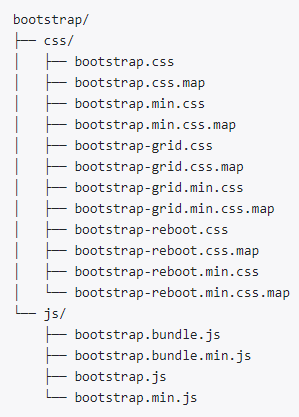 bootstrap/
├── css/
│   ├── bootstrap.css
│   ├── bootstrap.css.map
│   ├── bootstrap.min.css
│   ├── bootstrap.min.css.map
│   ├── bootstrap-grid.css
│   ├── bootstrap-grid.css.map
│   ├── bootstrap-grid.min.css
│   ├── bootstrap-grid.min.css.map
│   ├── bootstrap-reboot.css
│   ├── bootstrap-reboot.css.map
│   ├── bootstrap-reboot.min.css
│   └── bootstrap-reboot.min.css.map
└── js/
    ├── bootstrap.bundle.js
    ├── bootstrap.bundle.min.js
    ├── bootstrap.js
    └── bootstrap.min.js